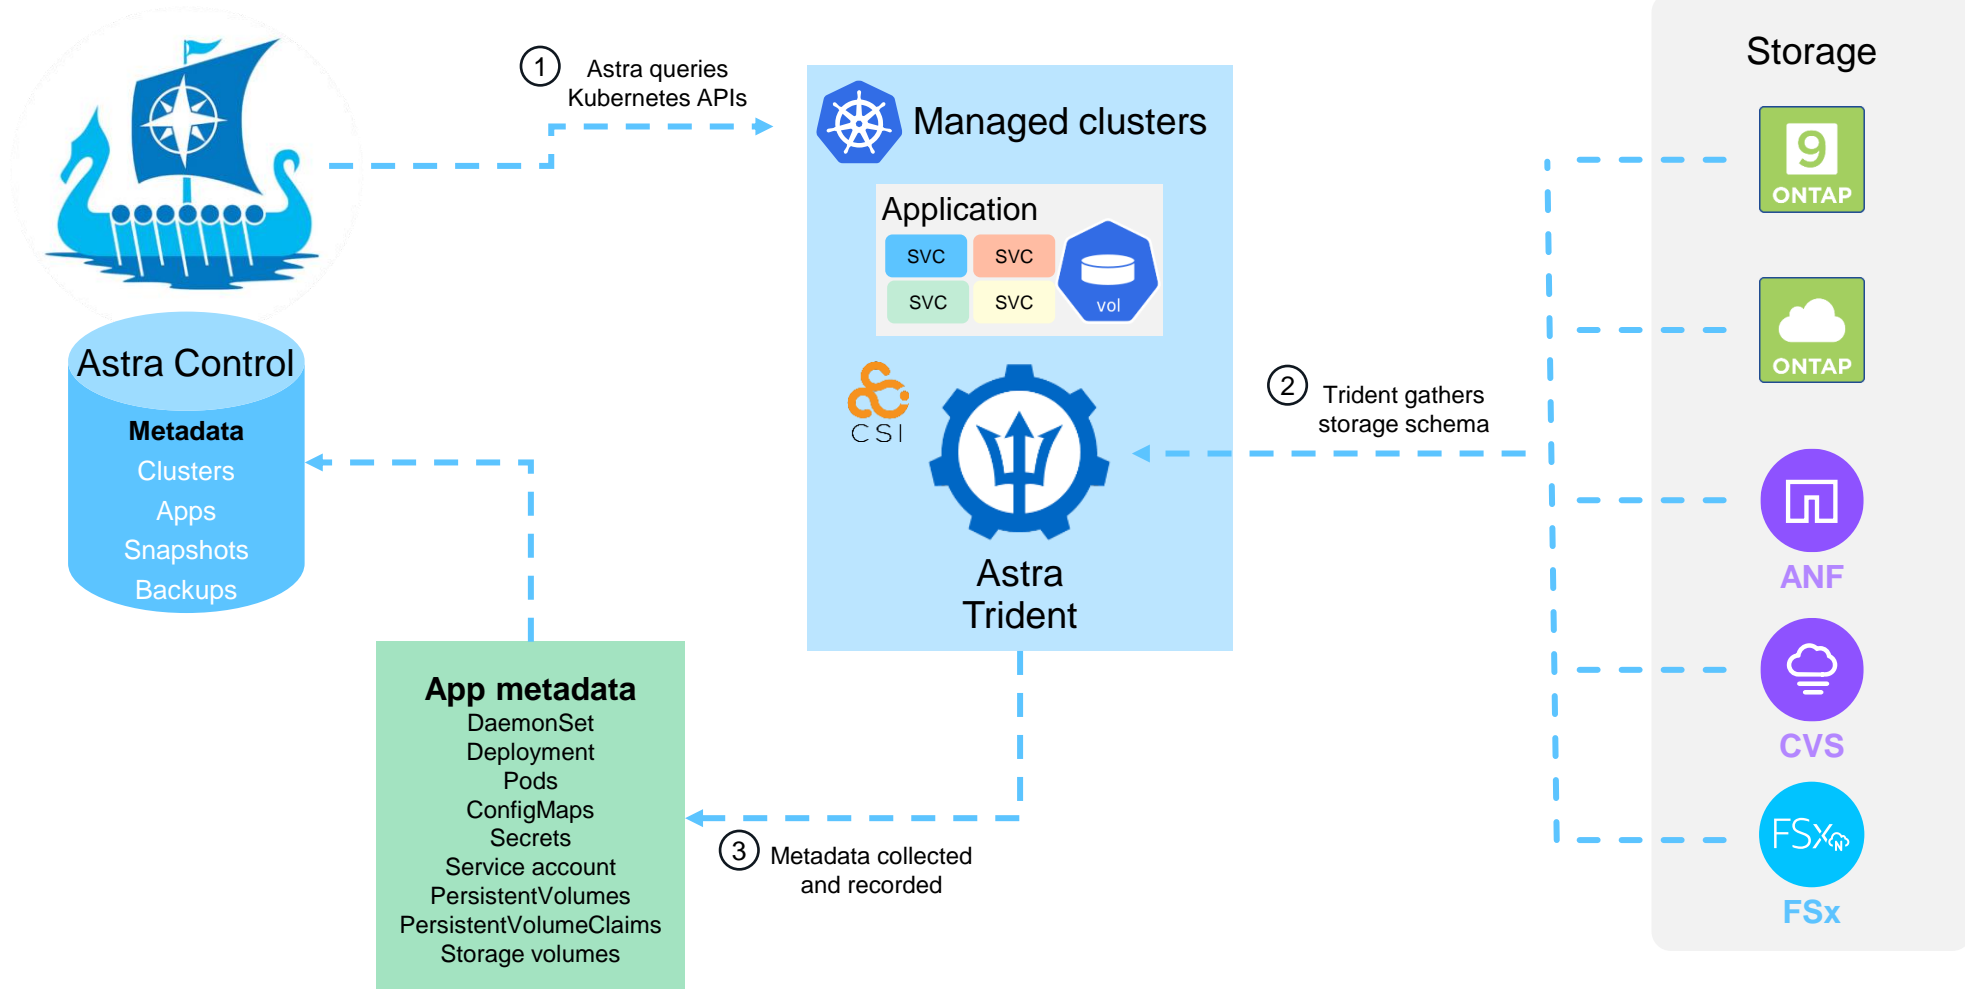 1
Astra queries
Kubernetes APIs
Astra Control
Metadata
Clusters
Apps
Snapshots
Backups
Managed clusters
Application
SVC
SVC
SVC
SVC
vol
CSI
Astra
Trident
2
Trident gathers
storage schema
3
Metadata collected
and recorded
App metadata
DaemonSet
Deployment
Pods
ConfigMaps
Secrets
Service account
PersistentVolumes
PersistentVolumeClaims
Storage volumes
Storage
9
ONTAP
ONTAP
ANF
CVS
FSx
N
FSx